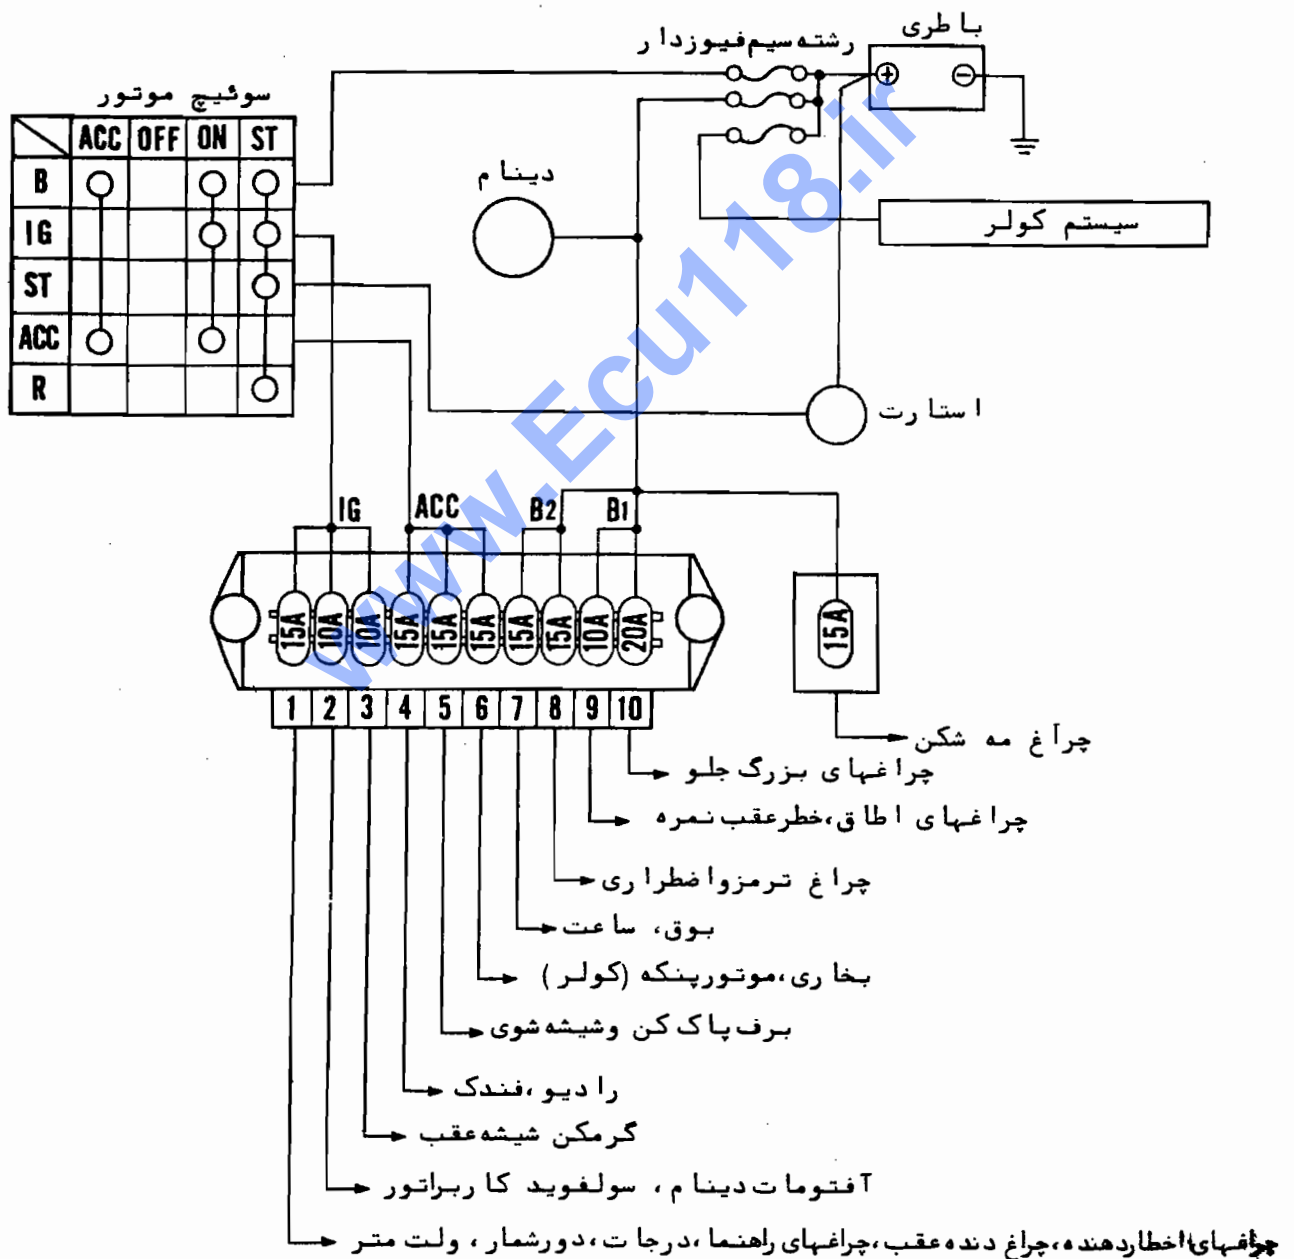 باطری
رشته سیم فیوزدار
سوئیچ موتور
ACC OFF ON ST
B
IG
ST
ACC
R
دینام
سیستم کولر
استارت
IG ACC B2 B1
15A 10A 10A 15A 15A 15A 15A 15A 10A 20A
15A
1 2 3 4 5 6 7 8 9 10
چراغ مه شکن
چراغهای بزرگ جلو
چراغهای اطاق،خطرعقب نمره
چراغ ترمزواضطراری
بوق، ساعت
بخاری،موتورپنکه (کولر)
برف پاک کن وشیشه شوی
رادیو،فندک
گرمکن شیشه عقب
آفتومات دینام، سولفوید کاربراتور
چراغهای اخطاردهنده،چراغ دنده عقب،چراغهای راهنما،درجات،دورشمار، ولت متر
www.Ecu118.ir